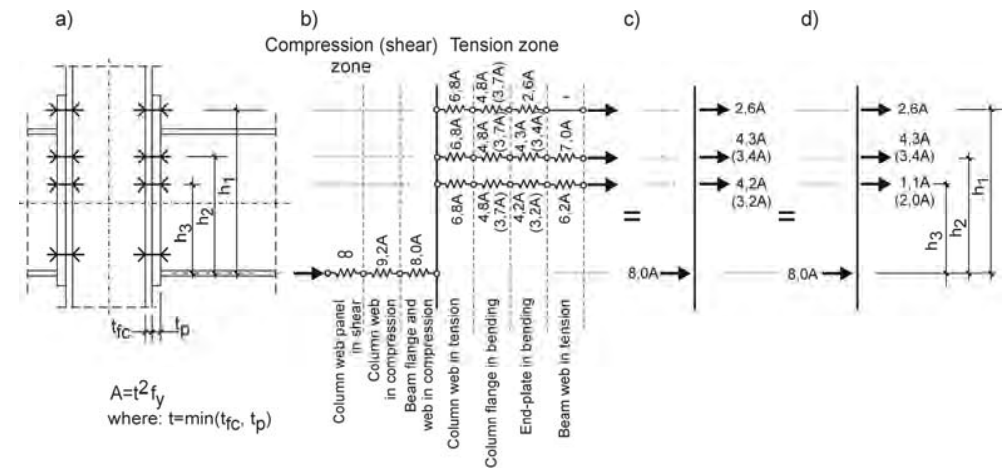 a)
b)
c)
d)
Compression (shear)
zone
Tension zone
6,8A
4,8A
(3,7A)
2,6A
-
6,8A
4,8A
(3,7A)
4,3A
(3,4A)
7,0A
6,8A
4,8A
(3,7A)
4,2A
(3,2A)
6,2A
8
9,2A
8,0A
Column web panel
in shear
Column web
in compression
Beam flange and
web in compression
Column web in tension
Column flange in bending
End-plate in bending
Beam web in tension
h3
h2
h1
tfc
tp
A=t²fy
where: t=min(tfc, tp)
=
2,6A
4,3A
(3,4A)
4,2A
(3,2A)
8,0A
=
2,6A
4,3A
(3,4A)
1,1A
(2,0A)
8,0A
h3
h2
h1